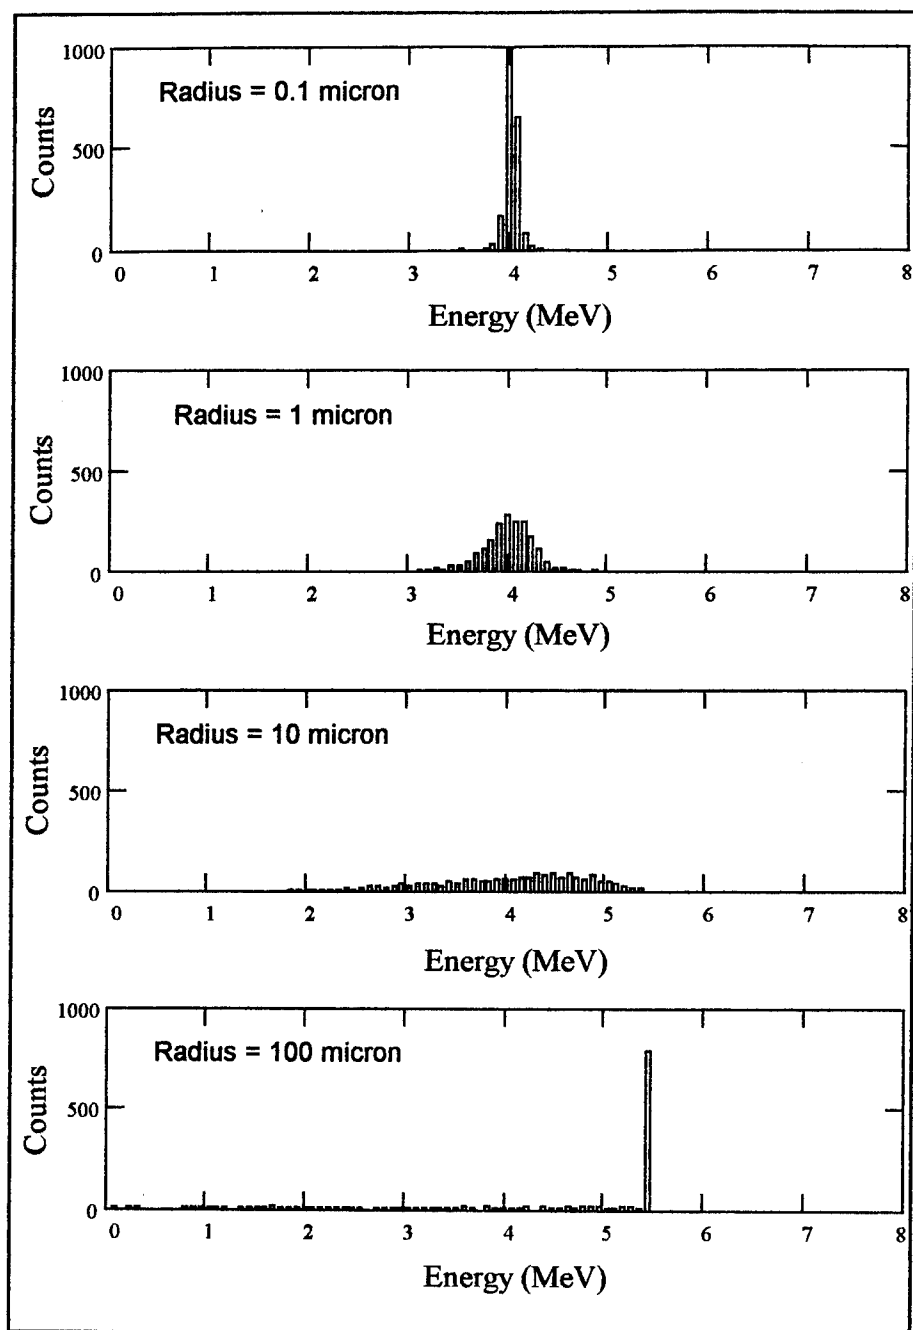 1000
Radius = 0.1 micron
Counts
500
0
0 1 2 3 4 5 6 7 8
Energy (MeV)
1000
Radius = 1 micron
Counts
500
0
0 1 2 3 4 5 6 7 8
Energy (MeV)
1000
Radius = 10 micron
Counts
500
0
0 1 2 3 4 5 6 7 8
Energy (MeV)
1000
Radius = 100 micron
Counts
500
0
0 1 2 3 4 5 6 7 8
Energy (MeV)